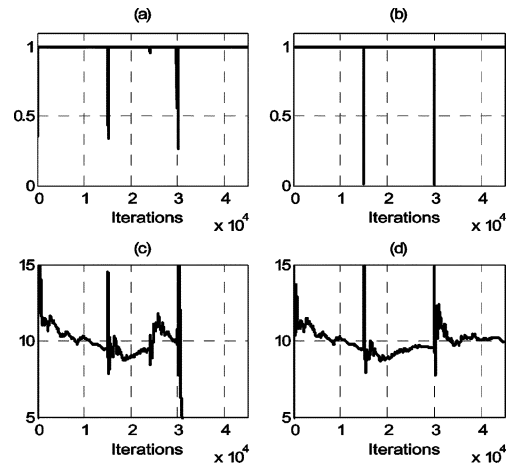 (a)
1
0.5
0
0 1 2 3 4
Iterations
x 10^4
(b)
1
0.5
0
0 1 2 3 4
Iterations
x 10^4
(c)
15
10
5
0 1 2 3 4
Iterations
x 10^4
(d)
15
10
5
0 1 2 3 4
Iterations
x 10^4